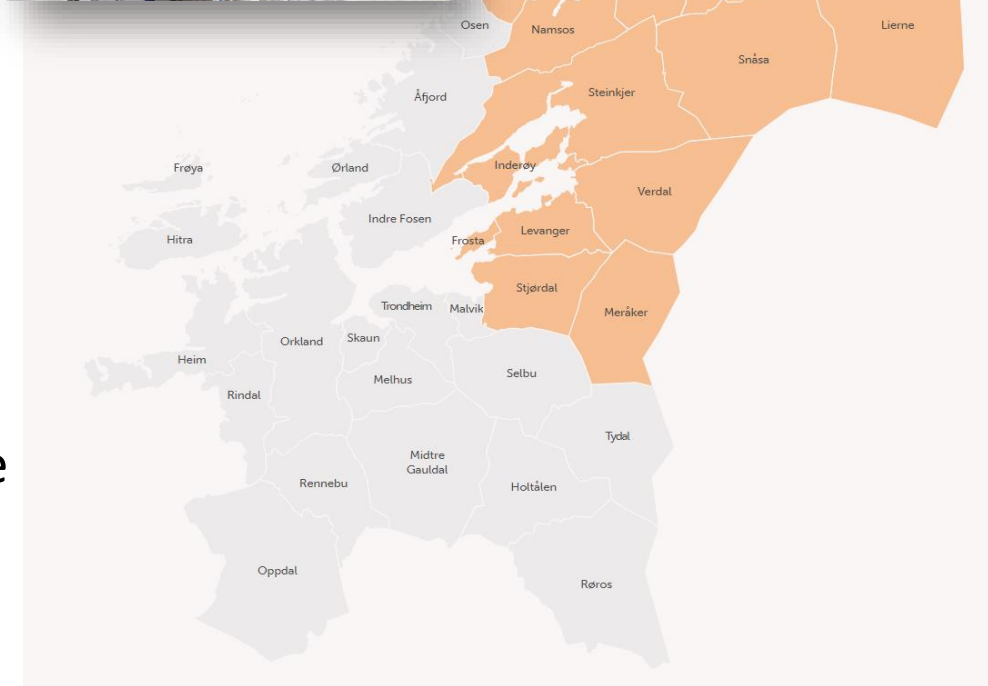 Osen
Namsos
Lierne
Snåsa
Åfjord
Steinkjer
Frøya
Ørland
Inderøy
Verdal
Indre Fosen
Hitra
Frosta
Levanger
Stjørdal
Trondheim
Malvik
Meråker
Orkland
Skaun
Heim
Melhus
Selbu
Rindal
Tydal
Midtre
Gauldal
Rennebu
Holtålen
e
Oppdal
Røros